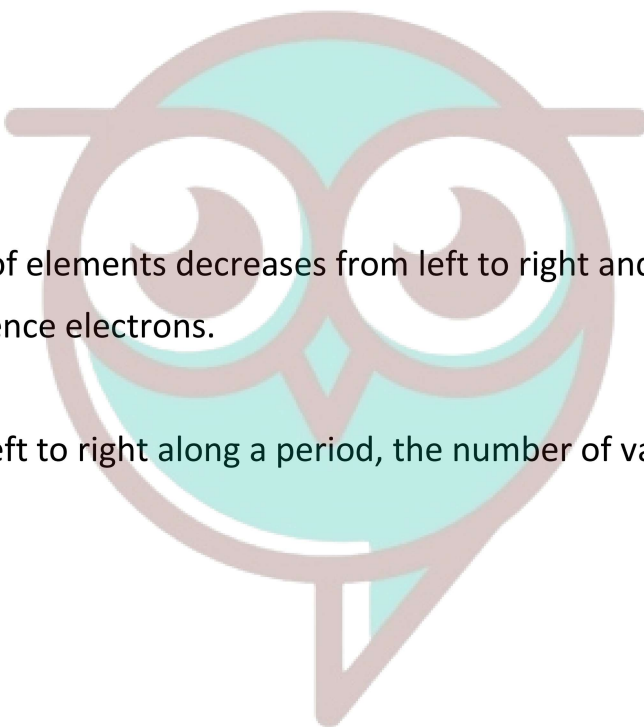 of elements decreases from left to right and
ence electrons.
eft to right along a period, the number of va